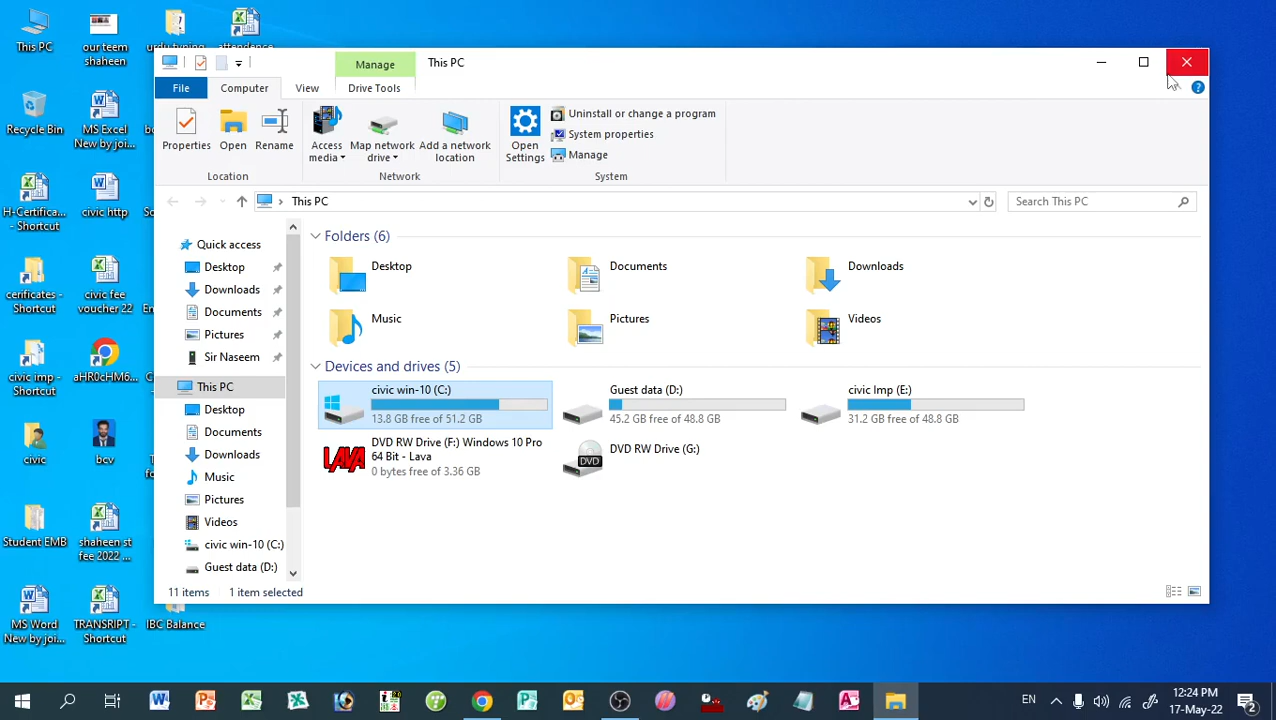 This PC
our teem
shaheen
urdu typing
attendence
Recycle Bin
MS Excel
New by joi...
H-Certifica...
- Shortcut
civic http
cerificates -
Shortcut
civic fee
voucher 22
civic imp -
Shortcut
aHR0cHM6...
civic
bcv
Student EMB
shaheen st
fee 2022 ...
MS Word
New by joi...
TRANSRIPT -
Shortcut
IBC Balance
Manage
This PC
File
Computer
View
Drive Tools
Properties
Open
Rename
Location
Access
media
Map network
drive
Add a network
location
Network
Open
Settings
Uninstall or change a program
System properties
Manage
System
This PC
Search This PC
Quick access
Desktop
Downloads
Documents
Pictures
Sir Naseem
This PC
Desktop
Documents
Downloads
Music
Pictures
Videos
civic win-10 (C:)
Guest data (D:)
Folders (6)
Desktop
Documents
Downloads
Music
Pictures
Videos
Devices and drives (5)
civic win-10 (C:)
13.8 GB free of 51.2 GB
Guest data (D:)
45.2 GB free of 48.8 GB
civic Imp (E:)
31.2 GB free of 48.8 GB
LAVA
DVD RW Drive (F:) Windows 10 Pro
64 Bit - Lava
0 bytes free of 3.36 GB
DVD
DVD RW Drive (G:)
11 items
1 item selected
EN
12:24 PM
17-May-22
2